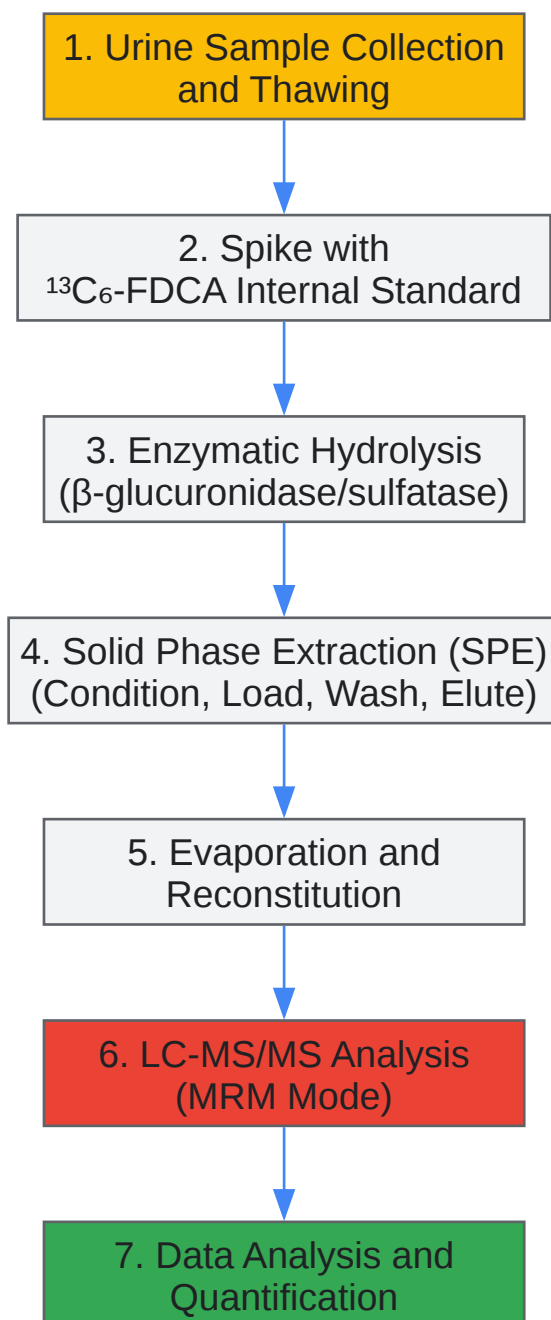 1. Urine Sample Collection
and Thawing
2. Spike with
¹³C₆-FDCA Internal Standard
3. Enzymatic Hydrolysis
(β-glucuronidase/sulfatase)
4. Solid Phase Extraction (SPE)
(Condition, Load, Wash, Elute)
5. Evaporation and
Reconstitution
6. LC-MS/MS Analysis
(MRM Mode)
7. Data Analysis and
Quantification